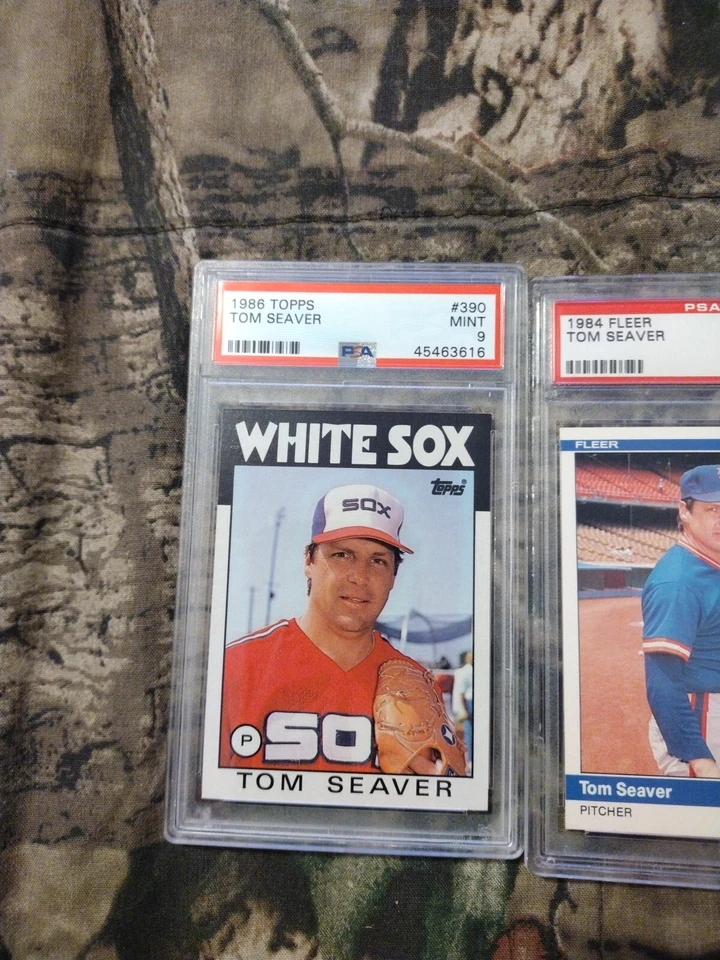 1986 TOPPS #390
TOM SEAVER MINT
9
PSA 45463616
WHITE SOX
topps
SOX
P SO
TOM SEAVER
PSA
1984 FLEER
TOM SEAVER
FLEER
Tom Seaver
PITCHER